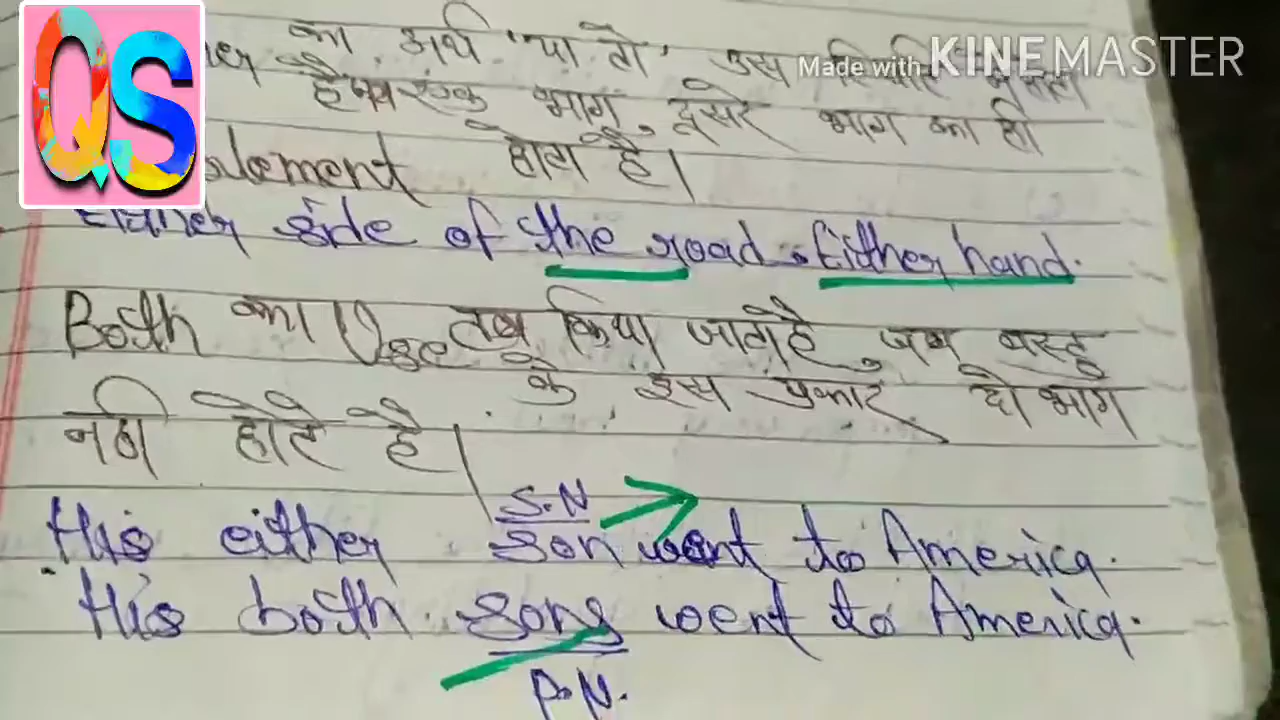 QS
Made with KINEMASTER
का अर्थ 'या तो' उस स्थिति
है जब एक भाग दूसरे भाग का ही
होता है।
Either side of the road. Either hand.
Both का Use तब किया जाता है, जब वस्तु
के इस प्रकार दो भाग
नही होते है।
S.N
His either son went to America.
His both sons went to America.
P.N.